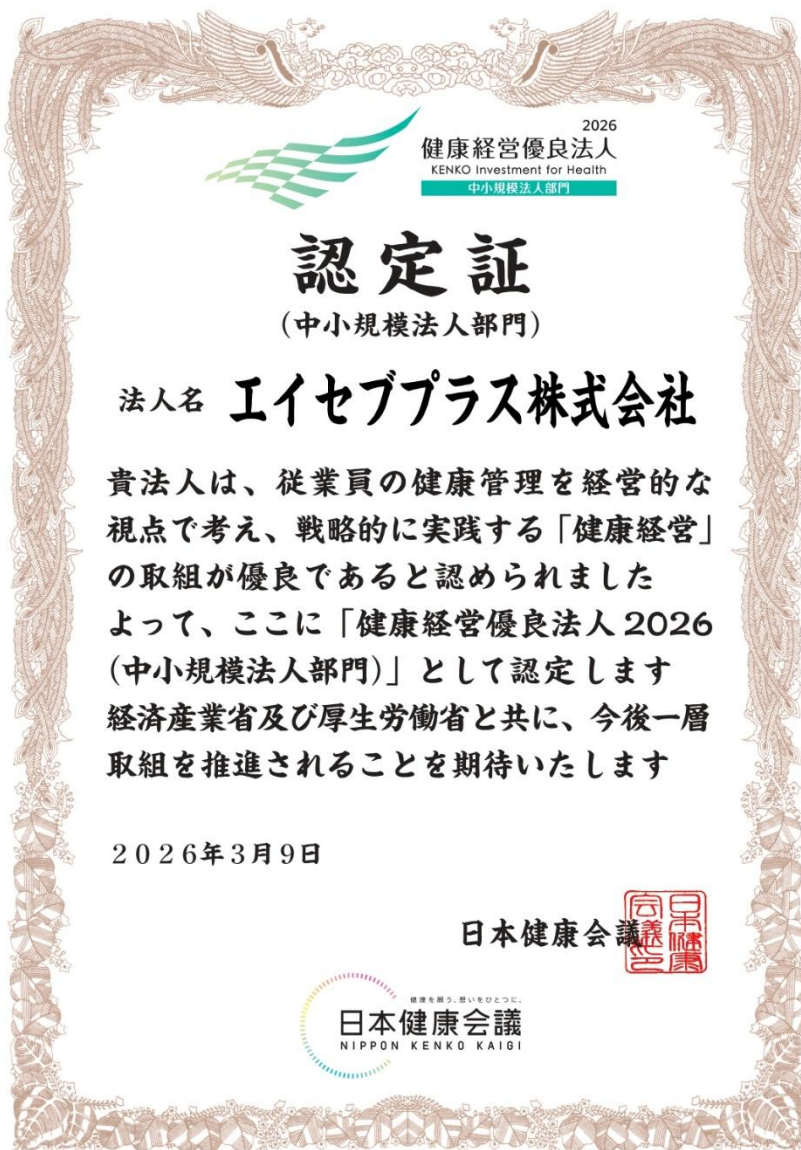 2026
健康経営優良法人
KENKO Investment for Health
中小規模法人部門
認定証
(中小規模法人部門)
法人名 エイセブプラス株式会社
貴法人は、従業員の健康管理を経営的な
視点で考え、戦略的に実践する「健康経営」
の取組が優良であると認められました
よって、ここに「健康経営優良法人2026
(中小規模法人部門)」として認定します
経済産業省及び厚生労働省と共に、今後一層
取組を推進されることを期待いたします
2026年3月9日
日本健康会議
日本健康
会議之印
健康を願う、想いをひとつに。
日本健康会議
NIPPON KENKO KAIGI